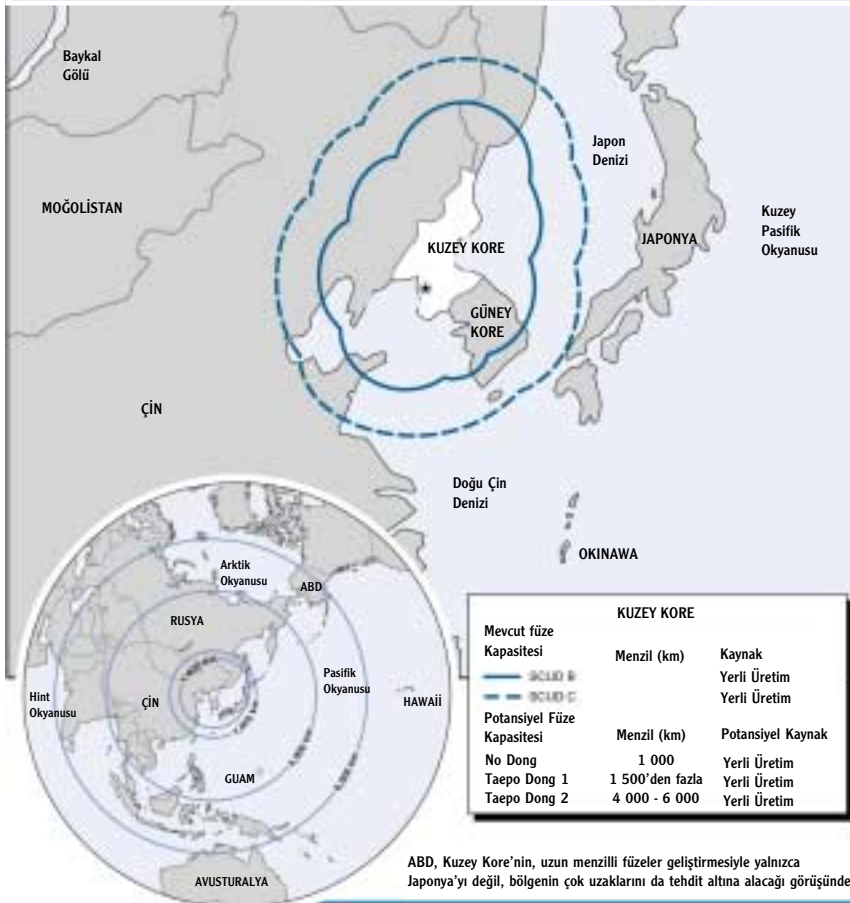 Baykal
Gölü
MOĞOLİSTAN
KUZEY KORE
GÜNEY
KORE
Japon
Denizi
JAPONYA
Kuzey
Pasifik
Okyanusu
ÇİN
Doğu Çin
Denizi
OKINAWA
Arktik
Okyanusu
ABD
RUSYA
Hint
Okyanusu
ÇİN
Pasifik
Okyanusu
HAWAİİ
GUAM
AVUSTURALYA
KUZEY KORE
Mevcut füze
Kapasitesi Menzil (km) Kaynak
SCUD B Yerli Üretim
SCUD C Yerli Üretim
Potansiyel Füze
Kapasitesi Menzil (km) Potansiyel Kaynak
No Dong 1 000 Yerli Üretim
Taepo Dong 1 1 500'den fazla Yerli Üretim
Taepo Dong 2 4 000 - 6 000 Yerli Üretim
ABD, Kuzey Kore'nin, uzun menzilli füzeler geliştirmesiyle yalnızca
Japonya'yı değil, bölgenin çok uzaklarını da tehdit altına alacağı görüşünde